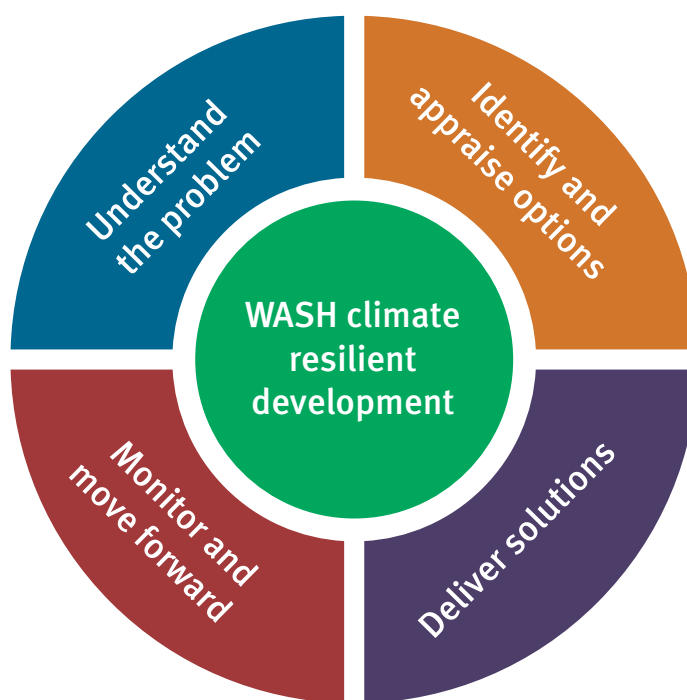 Understand
the problem
Identify and
appraise options
WASH climate
resilient
development
Monitor and
move forward
Deliver solutions